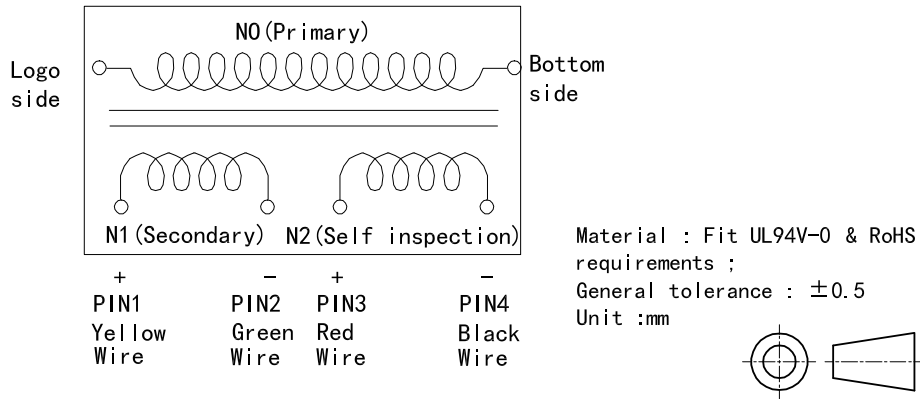 N0(Primary)
Logo
side
Bottom
side
N1(Secondary) N2(Self inspection)
+ − + −
PIN1 PIN2 PIN3 PIN4
Yellow Green Red Black
Wire Wire Wire Wire
Material : Fit UL94V-0 & RoHS
requirements ;
General tolerance : ±0.5
Unit :mm